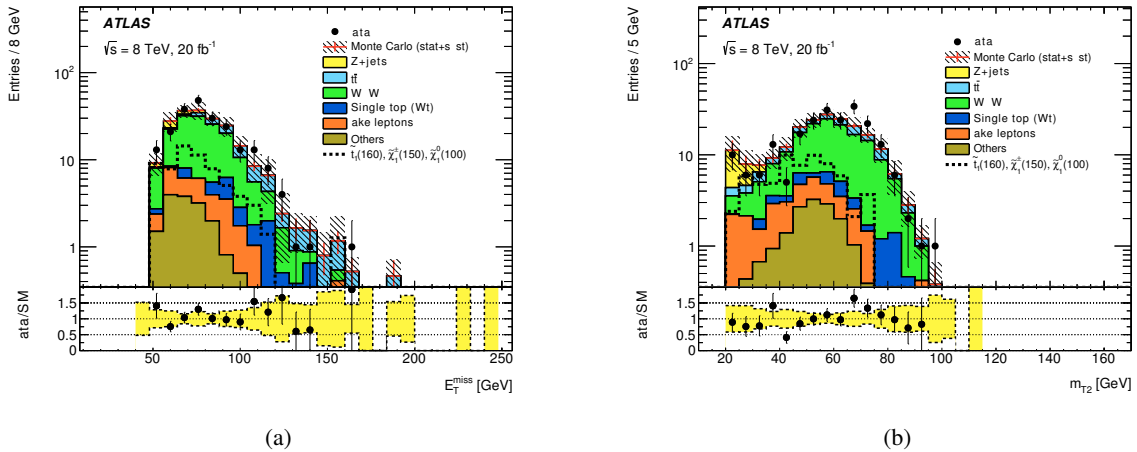 Entries / 8 GeV
ATLAS
√s = 8 TeV, 20 fb⁻¹
ata
Monte Carlo (stat+s st)
Z+jets
tt̄
W W
Single top (Wt)
ake leptons
Others
t̃₁(160), χ̃₁±(150), χ̃₁⁰(100)
10²
10
1
ata/SM
1.5
1
0.5
0
50 100 150 200 250
E_T^miss [GeV]
(a)
Entries / 5 GeV
ATLAS
√s = 8 TeV, 20 fb⁻¹
ata
Monte Carlo (stat+s st)
Z+jets
tt̄
W W
Single top (Wt)
ake leptons
Others
t̃₁(160), χ̃₁±(150), χ̃₁⁰(100)
10²
10
1
ata/SM
1.5
1
0.5
0
20 40 60 80 100 120 140 160
m_T2 [GeV]
(b)